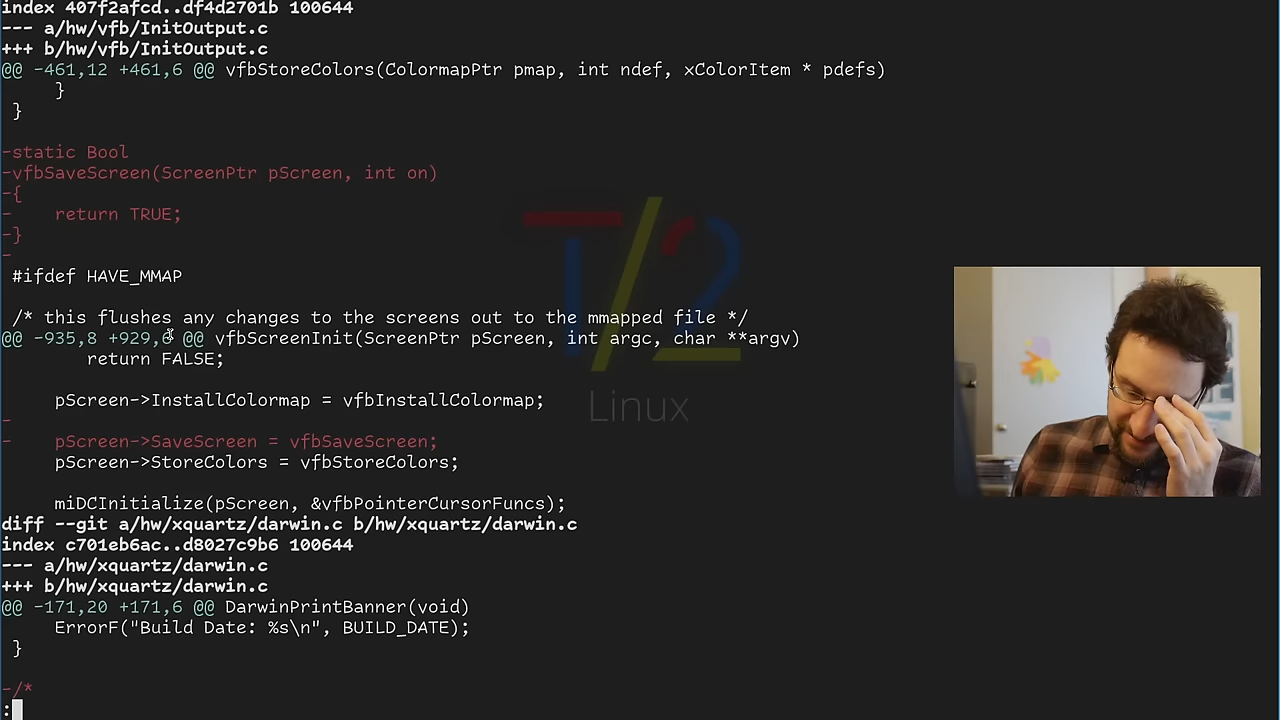 index 407f2afcd..df4d2701b 100644
--- a/hw/vfb/InitOutput.c
+++ b/hw/vfb/InitOutput.c
@@ -461,12 +461,6 @@ vfbStoreColors(ColormapPtr pmap, int ndef, xColorItem * pdefs)
     }
 }
-static Bool
-vfbSaveScreen(ScreenPtr pScreen, int on)
-{
-    return TRUE;
-}
-
 #ifdef HAVE_MMAP
 /* this flushes any changes to the screens out to the mmapped file */
@@ -935,8 +929,6 @@ vfbScreenInit(ScreenPtr pScreen, int argc, char **argv)
        return FALSE;
     pScreen->InstallColormap = vfbInstallColormap;
-
-    pScreen->SaveScreen = vfbSaveScreen;
     pScreen->StoreColors = vfbStoreColors;
     miDCInitialize(pScreen, &vfbPointerCursorFuncs);
diff --git a/hw/xquartz/darwin.c b/hw/xquartz/darwin.c
index c701eb6ac..d8027c9b6 100644
--- a/hw/xquartz/darwin.c
+++ b/hw/xquartz/darwin.c
@@ -171,20 +171,6 @@ DarwinPrintBanner(void)
     ErrorF("Build Date: %s\n", BUILD_DATE);
 }
-/*
:
T/2
Linux